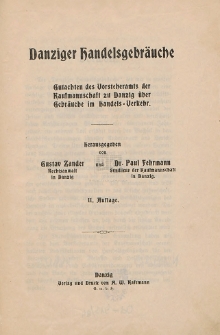 Danziger Handelsgebräuche
Gutachten des Vorsteheramts der
Kaufmannschaft zu Danzig über
Gebräuche im Handels-Verkehr.
Herausgegeben
von
Gustav Zander und Dr. Paul Fehrmann
Rechtsanwalt Syndikus der Kaufmannschaft
in Danzig in Danzig.
II. Auflage.
Danzig
Verlag und Druck von A. W. Kafemann
G. m. b. H.